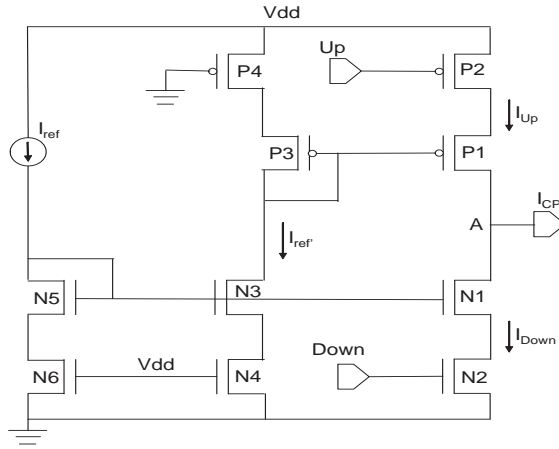 Vdd
Up
P4
P2
I_Up
I_ref
P3
P1
I_CP
A
I_ref'
N5
N3
N1
I_Down
Down
Vdd
N6
N4
N2